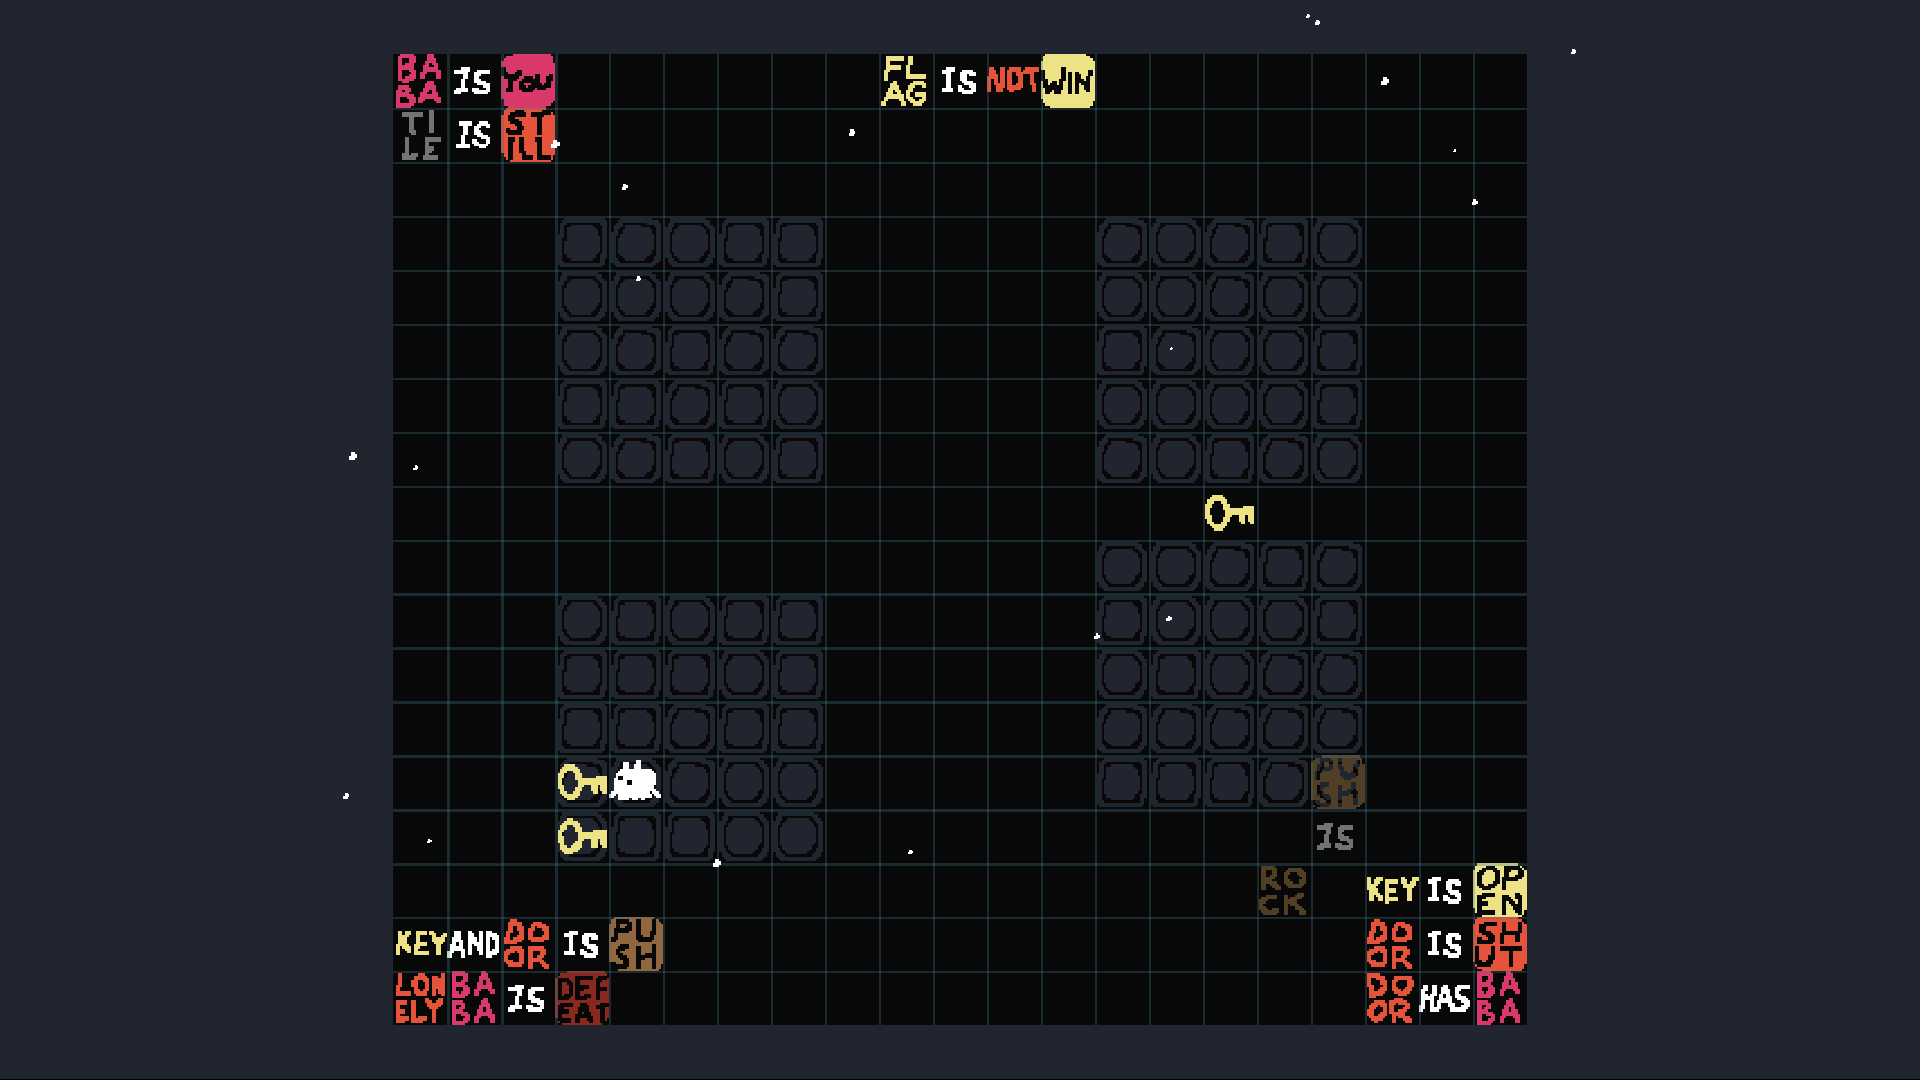 BABA IS YOU
FLAG IS NOT WIN
TILE IS STILL
PUSH
IS
ROCK
KEY IS OPEN
KEY AND DOOR IS PUSH
DOOR IS SHUT
LONELY BABA IS DEFEAT
DOOR HAS BABA